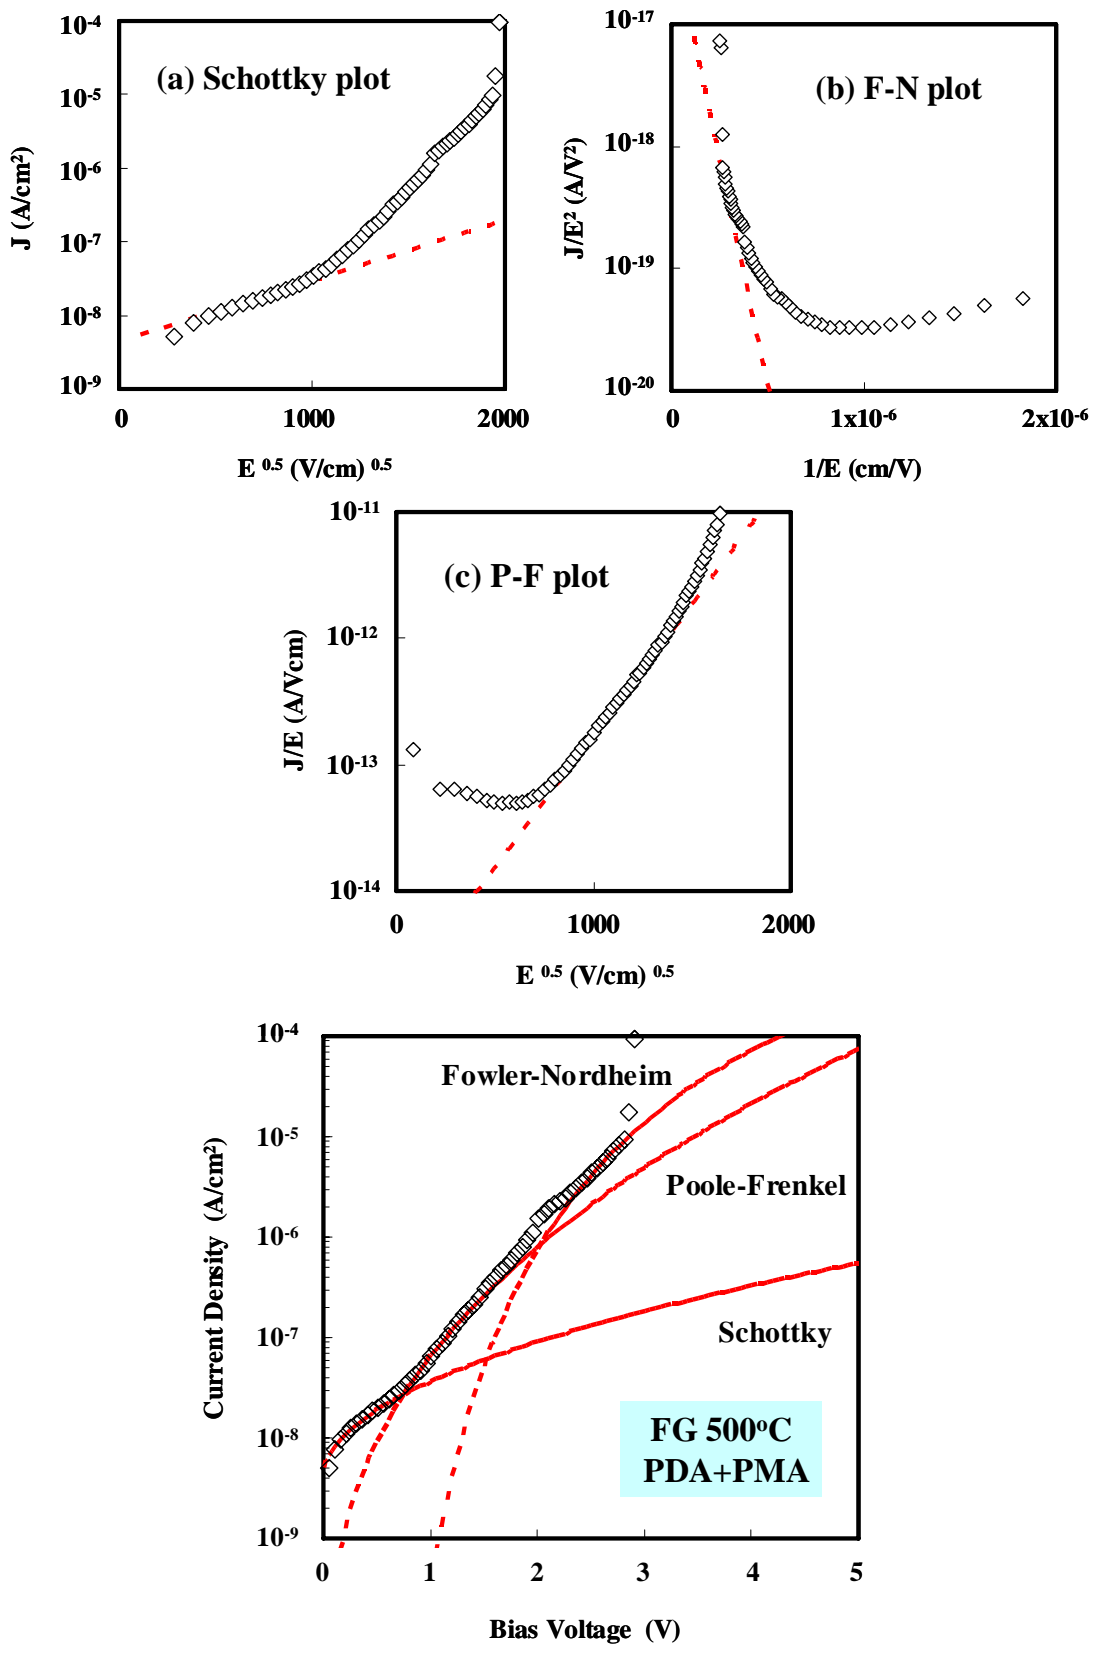 10⁻⁴
(a) Schottky plot
10⁻⁵
10⁻⁶
10⁻⁷
10⁻⁸
10⁻⁹
J (A/cm²)
0 1000 2000
E ⁰·⁵ (V/cm) ⁰·⁵
10⁻¹⁷
(b) F-N plot
10⁻¹⁸
10⁻¹⁹
10⁻²⁰
J/E² (A/V²)
0 1x10⁻⁶ 2x10⁻⁶
1/E (cm/V)
10⁻¹¹
(c) P-F plot
10⁻¹²
10⁻¹³
10⁻¹⁴
J/E (A/Vcm)
0 1000 2000
E ⁰·⁵ (V/cm) ⁰·⁵
10⁻⁴
Fowler-Nordheim
10⁻⁵
Poole-Frenkel
10⁻⁶
10⁻⁷
Schottky
10⁻⁸
10⁻⁹
Current Density (A/cm²)
FG 500ºC
PDA+PMA
0 1 2 3 4 5
Bias Voltage (V)